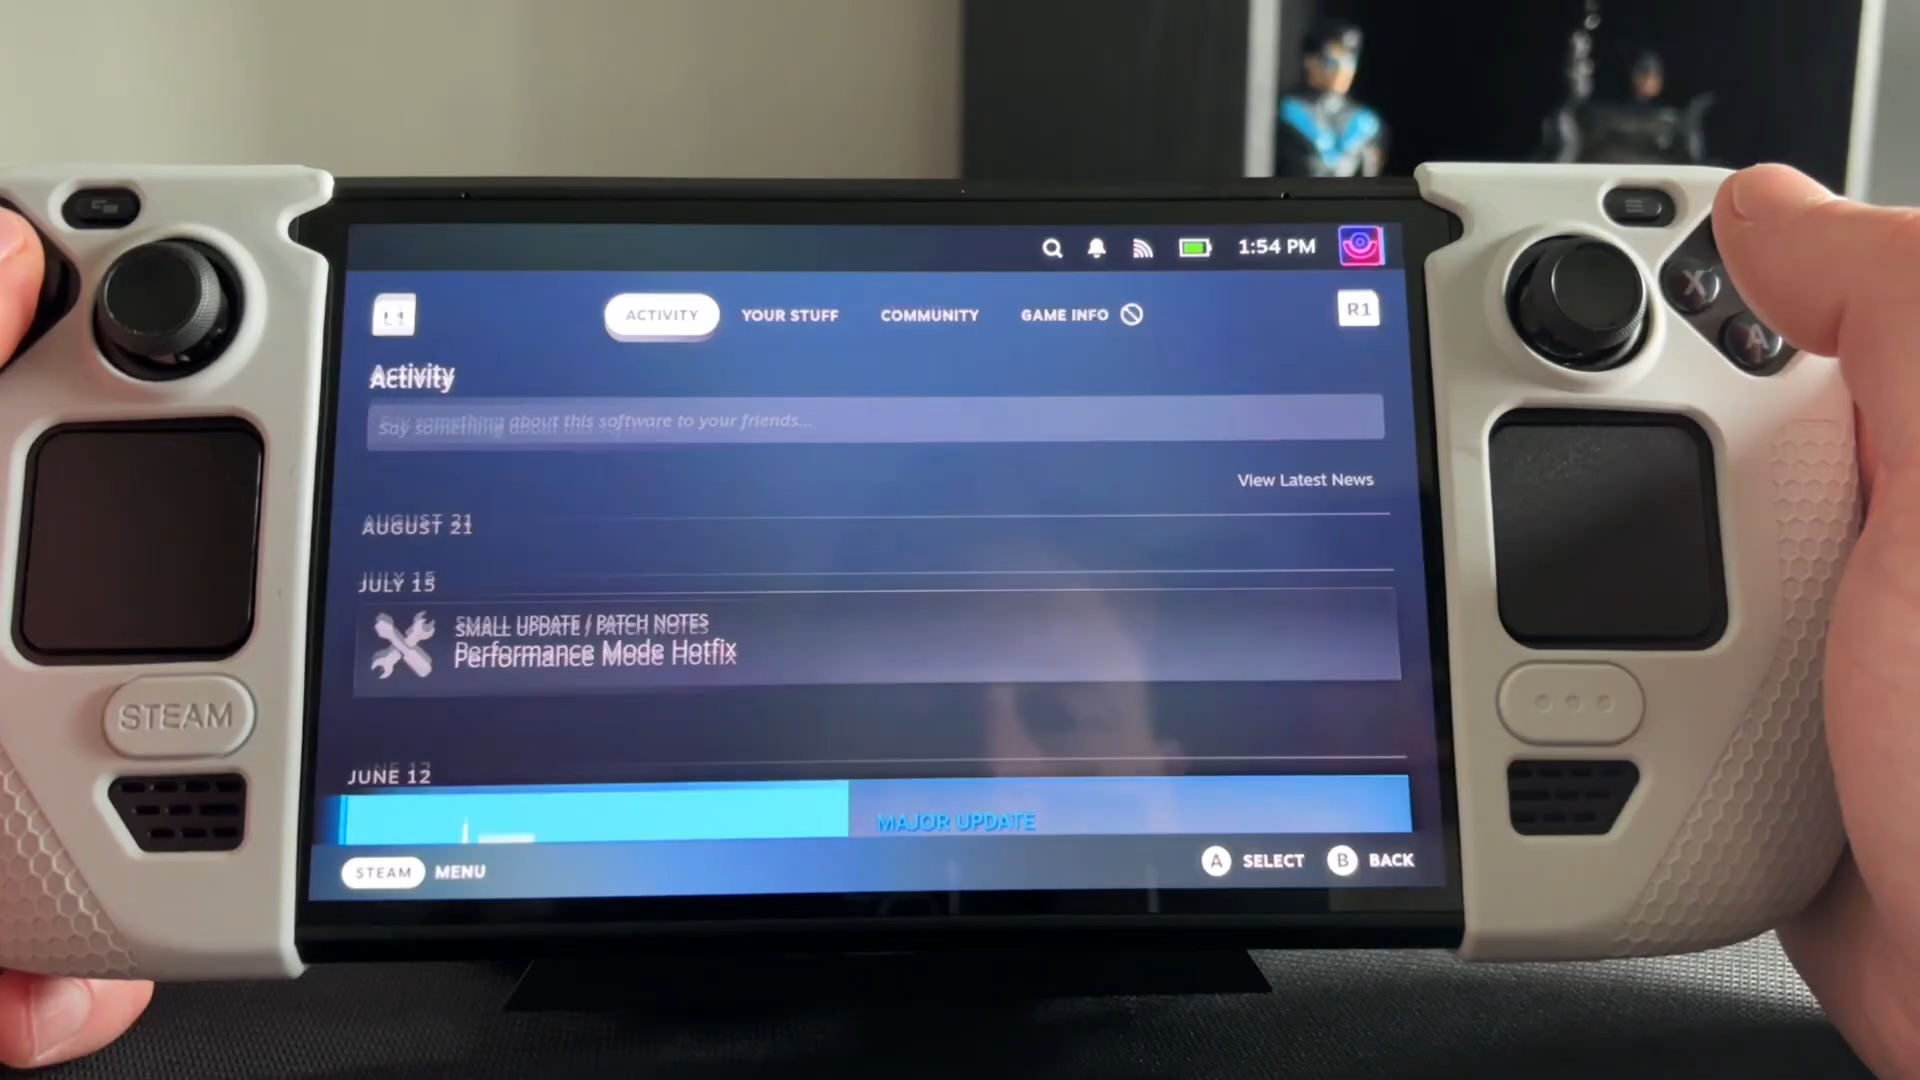 1:54 PM
L1
ACTIVITY
YOUR STUFF
COMMUNITY
GAME INFO
R1
Activity
Say something about this software to your friends...
View Latest News
AUGUST 21
JULY 15
SMALL UPDATE / PATCH NOTES
Performance Mode Hotfix
JUNE 12
MAJOR UPDATE
STEAM MENU
A SELECT B BACK
X
A
STEAM